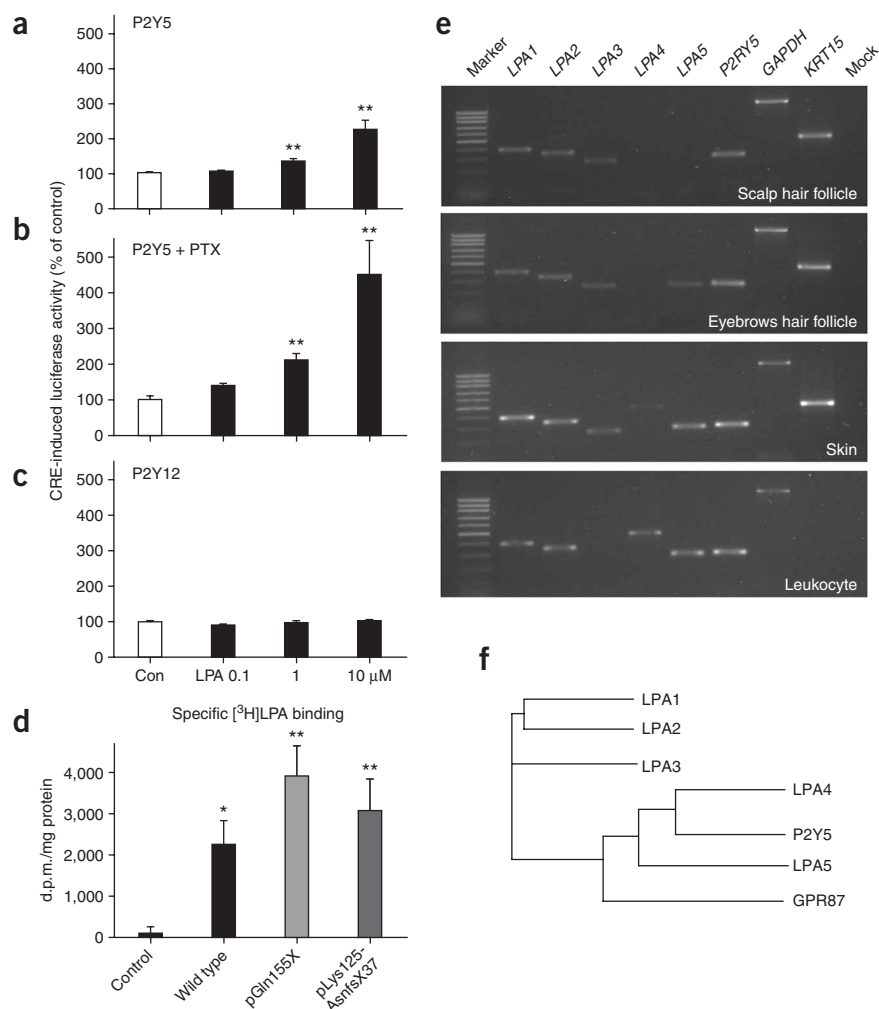 a
P2Y5
500
400
300
200
100
0
**
**
b
P2Y5 + PTX
500
400
300
200
100
0
**
**
c
P2Y12
500
400
300
200
100
0
Con
LPA 0.1
1
10 μM
CRE-induced luciferase activity (% of control)
d
Specific [³H]LPA binding
4,000
3,000
2,000
1,000
0
d.p.m./mg protein
*
**
**
Control
Wild type
pGln155X
pLys125-
AsnfsX37
e
Marker
LPA1
LPA2
LPA3
LPA4
LPA5
P2RY5
GAPDH
KRT15
Mock
Scalp hair follicle
Eyebrows hair follicle
Skin
Leukocyte
f
LPA1
LPA2
LPA3
LPA4
P2Y5
LPA5
GPR87